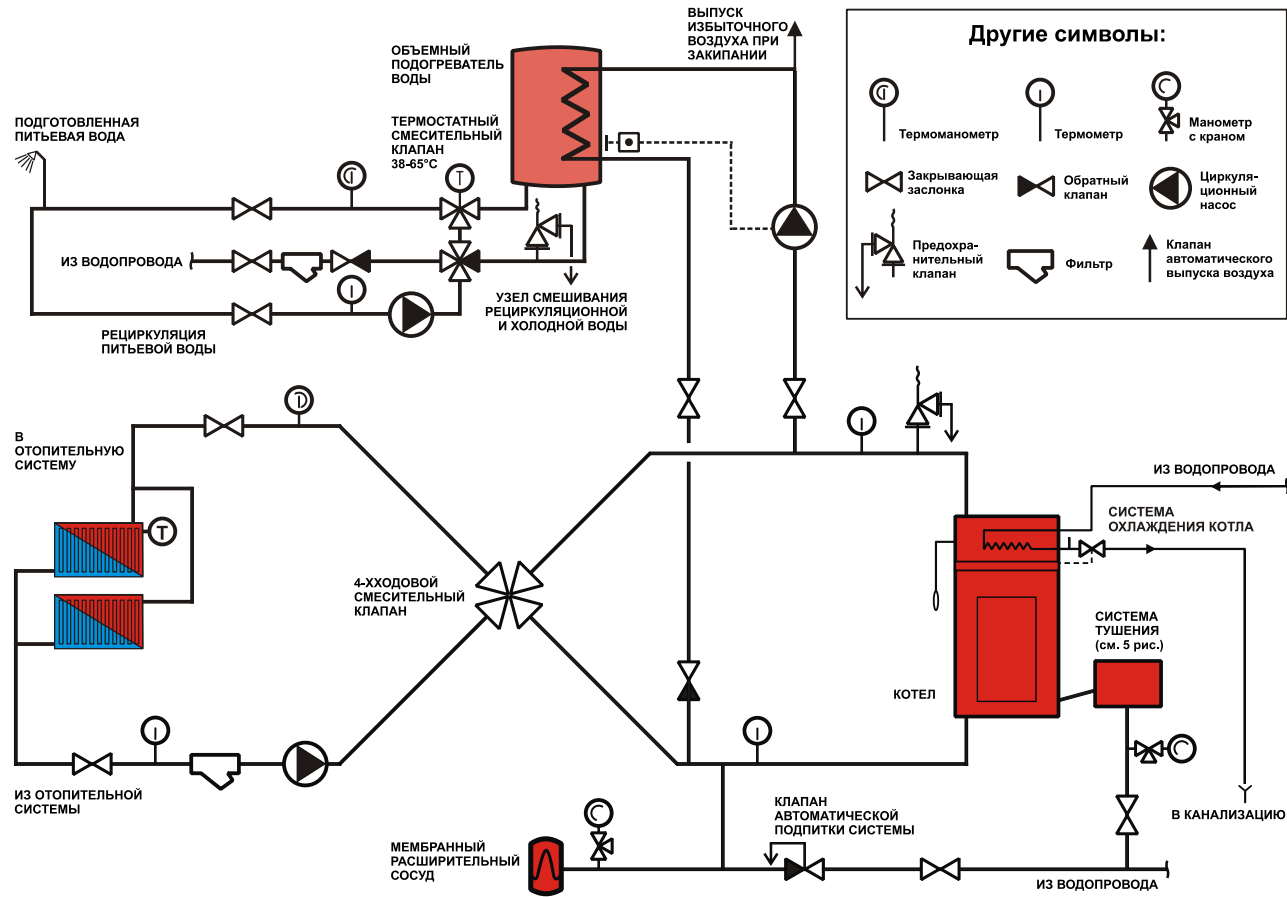 ВЫПУСК
ИЗБЫТОЧНОГО
ВОЗДУХА ПРИ
ЗАКИПАНИИ
ОБЪЕМНЫЙ
ПОДОГРЕВАТЕЛЬ
ВОДЫ
ТЕРМОСТАТНЫЙ
СМЕСИТЕЛЬНЫЙ
КЛАПАН
38-65°C
T
ПОДГОТОВЛЕННАЯ
ПИТЬЕВАЯ ВОДА
ИЗ ВОДОПРОВОДА
РЕЦИРКУЛЯЦИЯ
ПИТЬЕВОЙ ВОДЫ
УЗЕЛ СМЕШИВАНИЯ
РЕЦИРКУЛЯЦИОННОЙ
И ХОЛОДНОЙ ВОДЫ
Другие символы:
Термоманометр
Термометр
Манометр
с краном
Закрывающая
заслонка
Обратный
клапан
Циркуля-
ционный
насос
Предохра-
нительный
клапан
Фильтр
Клапан
автоматического
выпуска воздуха
В
ОТОПИТЕЛЬНУЮ
СИСТЕМУ
T
4-ХХОДОВОЙ
СМЕСИТЕЛЬНЫЙ
КЛАПАН
ИЗ ОТОПИТЕЛЬНОЙ
СИСТЕМЫ
ИЗ ВОДОПРОВОДА
СИСТЕМА
ОХЛАЖДЕНИЯ КОТЛА
СИСТЕМА
ТУШЕНИЯ
(см. 5 рис.)
КОТЕЛ
В КАНАЛИЗАЦИЮ
КЛАПАН
АВТОМАТИЧЕСКОЙ
ПОДПИТКИ СИСТЕМЫ
МЕМБРАННЫЙ
РАСШИРИТЕЛЬНЫЙ
СОСУД
ИЗ ВОДОПРОВОДА